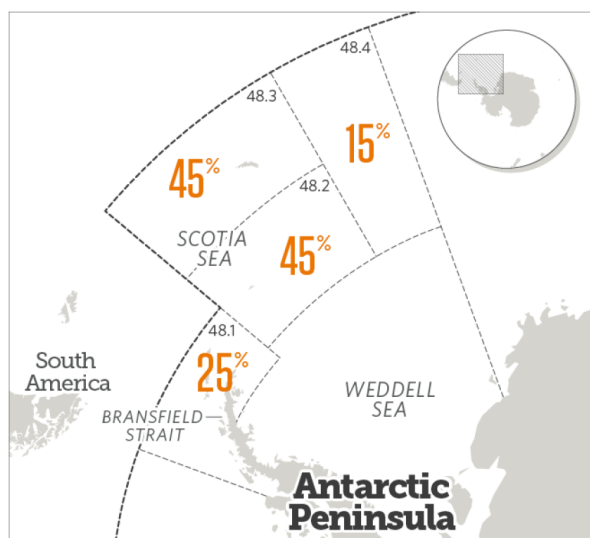 48.4
48.3
15%
45%
48.2
SCOTIA
SEA
45%
48.1
25%
South
America
WEDDELL
SEA
BRANSFIELD
STRAIT
Antarctic
Peninsula